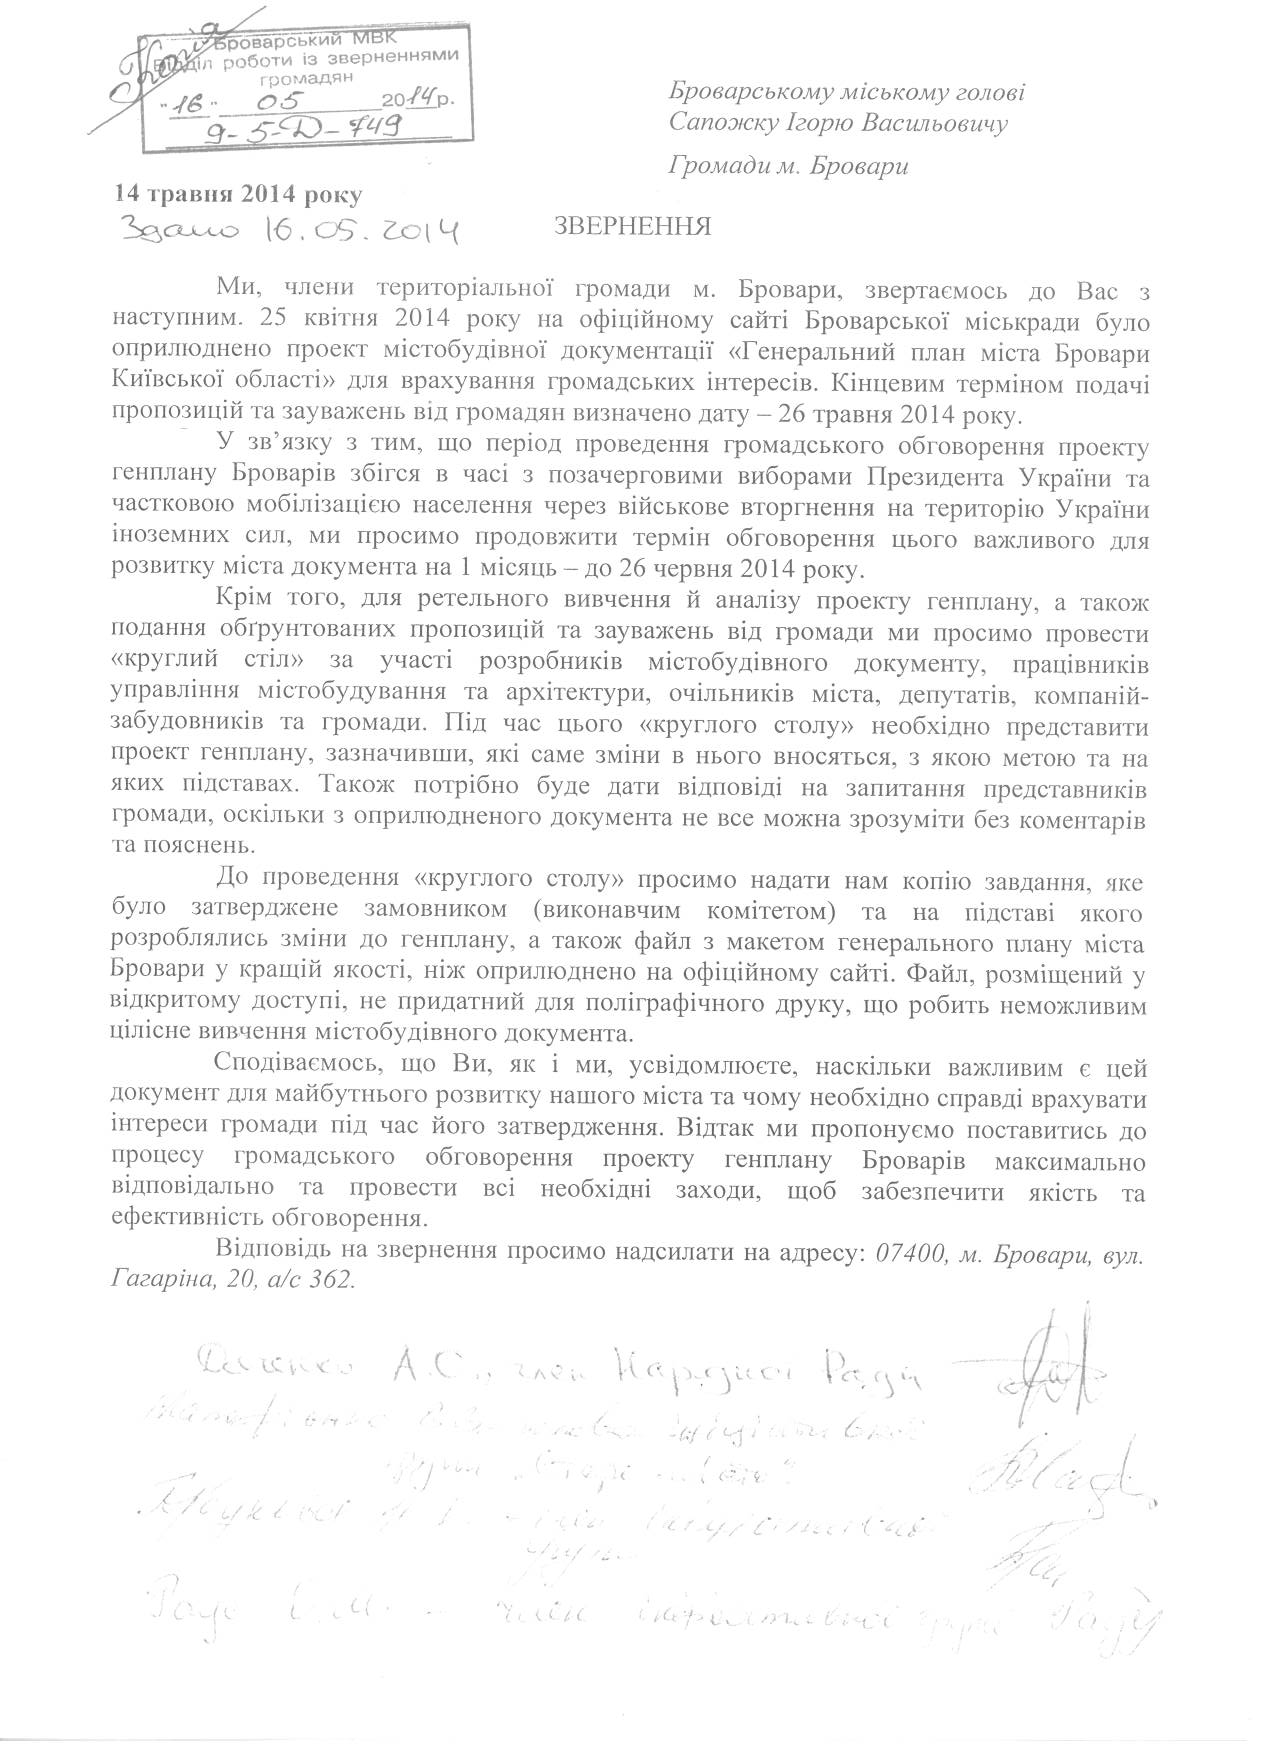 Копія
Броварський МВК
Відділ роботи із зверненнями
громадян
"16" 05 2014р.
9-5-D-749
Броварському міському голові
Сапожку Ігорю Васильовичу
Громади м. Бровари
14 травня 2014 року
Здано 16.05.2014
ЗВЕРНЕННЯ
Ми, члени територіальної громади м. Бровари, звертаємось до Вас з
наступним. 25 квітня 2014 року на офіційному сайті Броварської міськради було
оприлюднено проект містобудівної документації «Генеральний план міста Бровари
Київської області» для врахування громадських інтересів. Кінцевим терміном подачі
пропозицій та зауважень від громадян визначено дату – 26 травня 2014 року.
У зв’язку з тим, що період проведення громадського обговорення проекту
генплану Броварів збігся в часі з позачерговими виборами Президента України та
частковою мобілізацією населення через військове вторгнення на територію України
іноземних сил, ми просимо продовжити термін обговорення цього важливого для
розвитку міста документа на 1 місяць – до 26 червня 2014 року.
Крім того, для ретельного вивчення й аналізу проекту генплану, а також
подання обґрунтованих пропозицій та зауважень від громади ми просимо провести
«круглий стіл» за участі розробників містобудівного документу, працівників
управління містобудування та архітектури, очільників міста, депутатів, компаній-
забудовників та громади. Під час цього «круглого столу» необхідно представити
проект генплану, зазначивши, які саме зміни в нього вносяться, з якою метою та на
яких підставах. Також потрібно буде дати відповіді на запитання представників
громади, оскільки з оприлюдненого документа не все можна зрозуміти без коментарів
та пояснень.
До проведення «круглого столу» просимо надати нам копію завдання, яке
було затверджене замовником (виконавчим комітетом) та на підставі якого
розроблялись зміни до генплану, а також файл з макетом генерального плану міста
Бровари у кращій якості, ніж оприлюднено на офіційному сайті. Файл, розміщений у
відкритому доступі, не придатний для поліграфічного друку, що робить неможливим
цілісне вивчення містобудівного документа.
Сподіваємось, що Ви, як і ми, усвідомлюєте, наскільки важливим є цей
документ для майбутнього розвитку нашого міста та чому необхідно справді врахувати
інтереси громади під час його затвердження. Відтак ми пропонуємо поставитись до
процесу громадського обговорення проекту генплану Броварів максимально
відповідально та провести всі необхідні заходи, щоб забезпечити якість та
ефективність обговорення.
Відповідь на звернення просимо надсилати на адресу: 07400, м. Бровари, вул.
Гагаріна, 20, а/с 362.
А.С., член Народної Ради
член групи